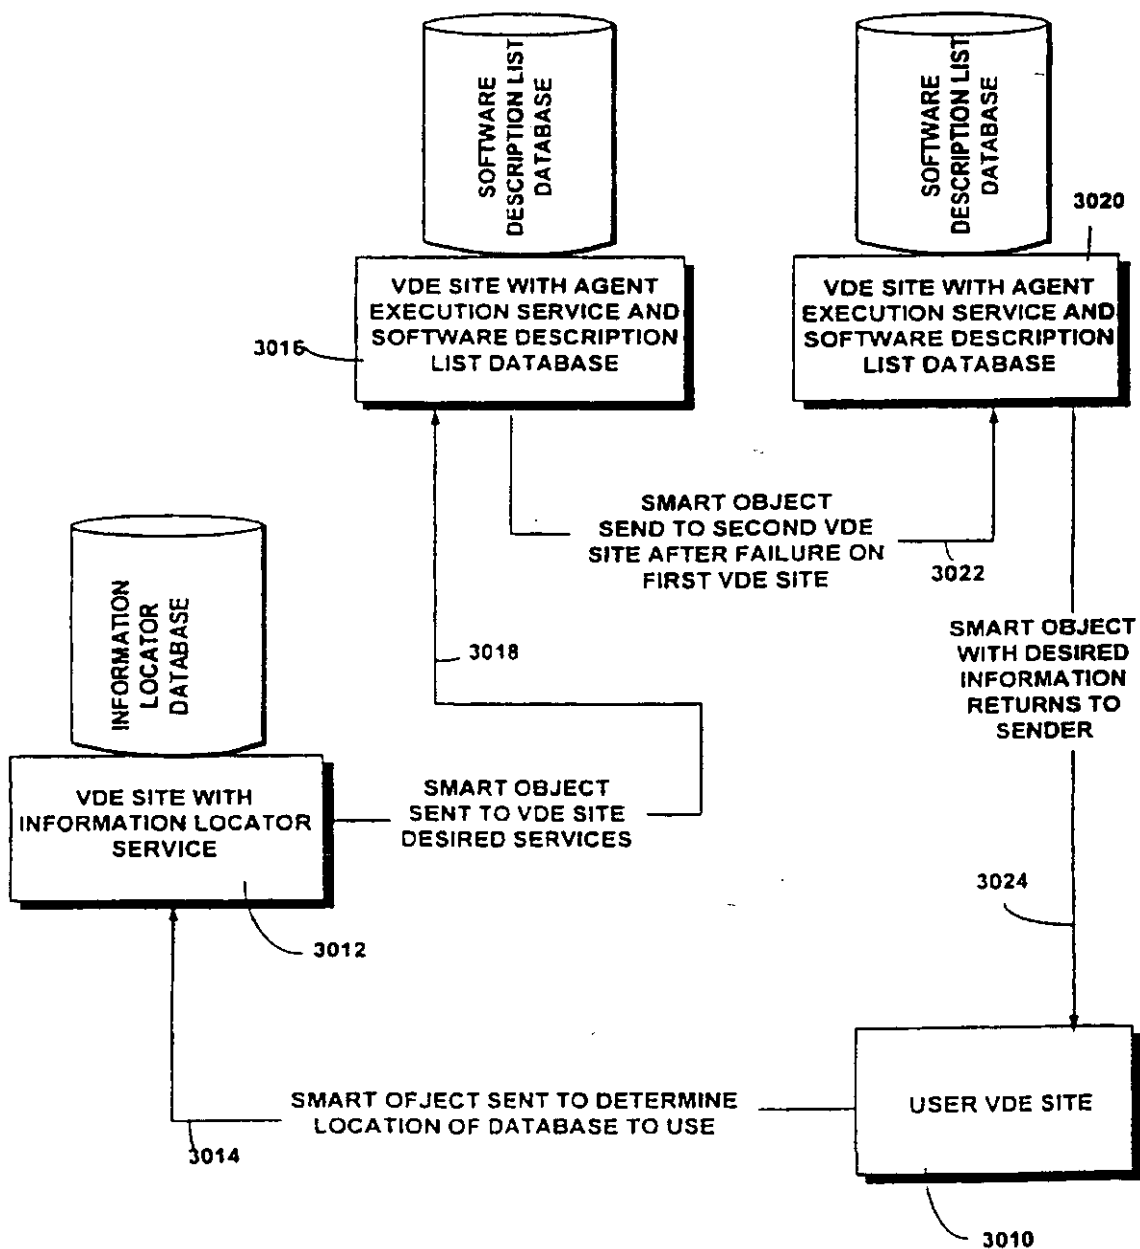 SOFTWARE
DESCRIPTION LIST
DATABASE
SOFTWARE
DESCRIPTION LIST
DATABASE
3020
VDE SITE WITH AGENT
EXECUTION SERVICE AND
SOFTWARE DESCRIPTION
LIST DATABASE
3016
VDE SITE WITH AGENT
EXECUTION SERVICE AND
SOFTWARE DESCRIPTION
LIST DATABASE
SMART OBJECT
SEND TO SECOND VDE
SITE AFTER FAILURE ON
FIRST VDE SITE
3022
INFORMATION
LOCATOR
DATABASE
3018
SMART OBJECT
WITH DESIRED
INFORMATION
RETURNS TO
SENDER
VDE SITE WITH
INFORMATION LOCATOR
SERVICE
SMART OBJECT
SENT TO VDE SITE
DESIRED SERVICES
3024
3012
SMART OFJECT SENT TO DETERMINE
LOCATION OF DATABASE TO USE
3014
USER VDE SITE
3010